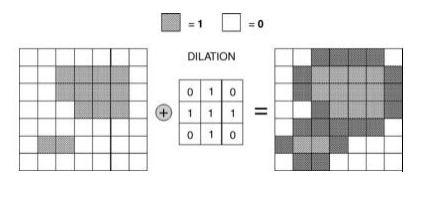 = 1 = 0
DILATION
0 1 0
+ 1 1 1 =
0 1 0